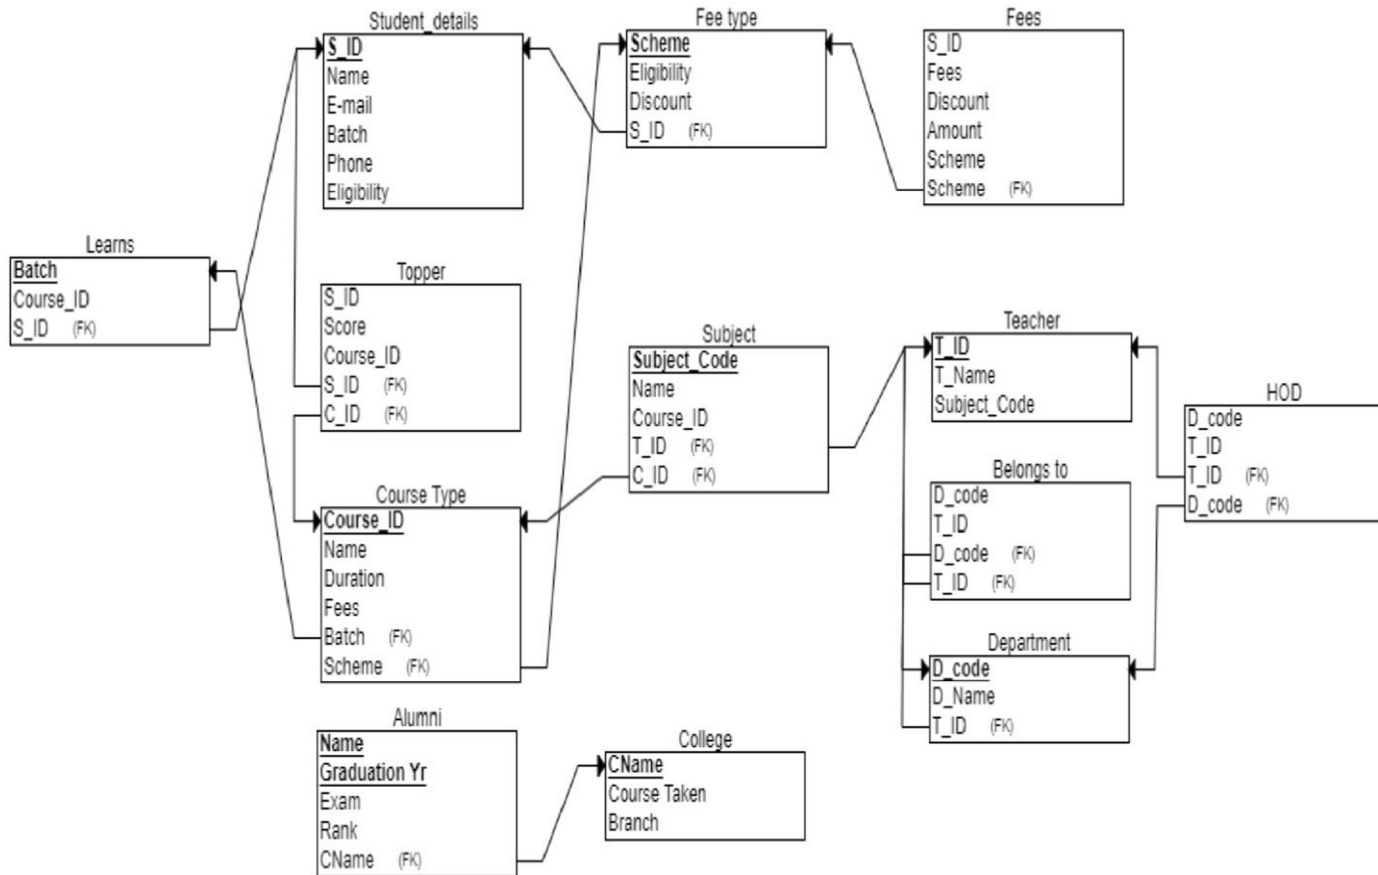 Student_details
S_ID
Name
E-mail
Batch
Phone
Eligibility
Fee type
Scheme
Eligibility
Discount
S_ID (FK)
Fees
S_ID
Fees
Discount
Amount
Scheme
Scheme (FK)
Learns
Batch
Course_ID
S_ID (FK)
Topper
S_ID
Score
Course_ID
S_ID (FK)
C_ID (FK)
Subject
Subject_Code
Name
Course_ID
T_ID (FK)
C_ID (FK)
Teacher
T_ID
T_Name
Subject_Code
HOD
D_code
T_ID
T_ID (FK)
D_code (FK)
Belongs to
D_code
T_ID
D_code (FK)
T_ID (FK)
Course Type
Course_ID
Name
Duration
Fees
Batch (FK)
Scheme (FK)
Department
D_code
D_Name
T_ID (FK)
Alumni
Name
Graduation Yr
Exam
Rank
CName (FK)
College
CName
Course Taken
Branch